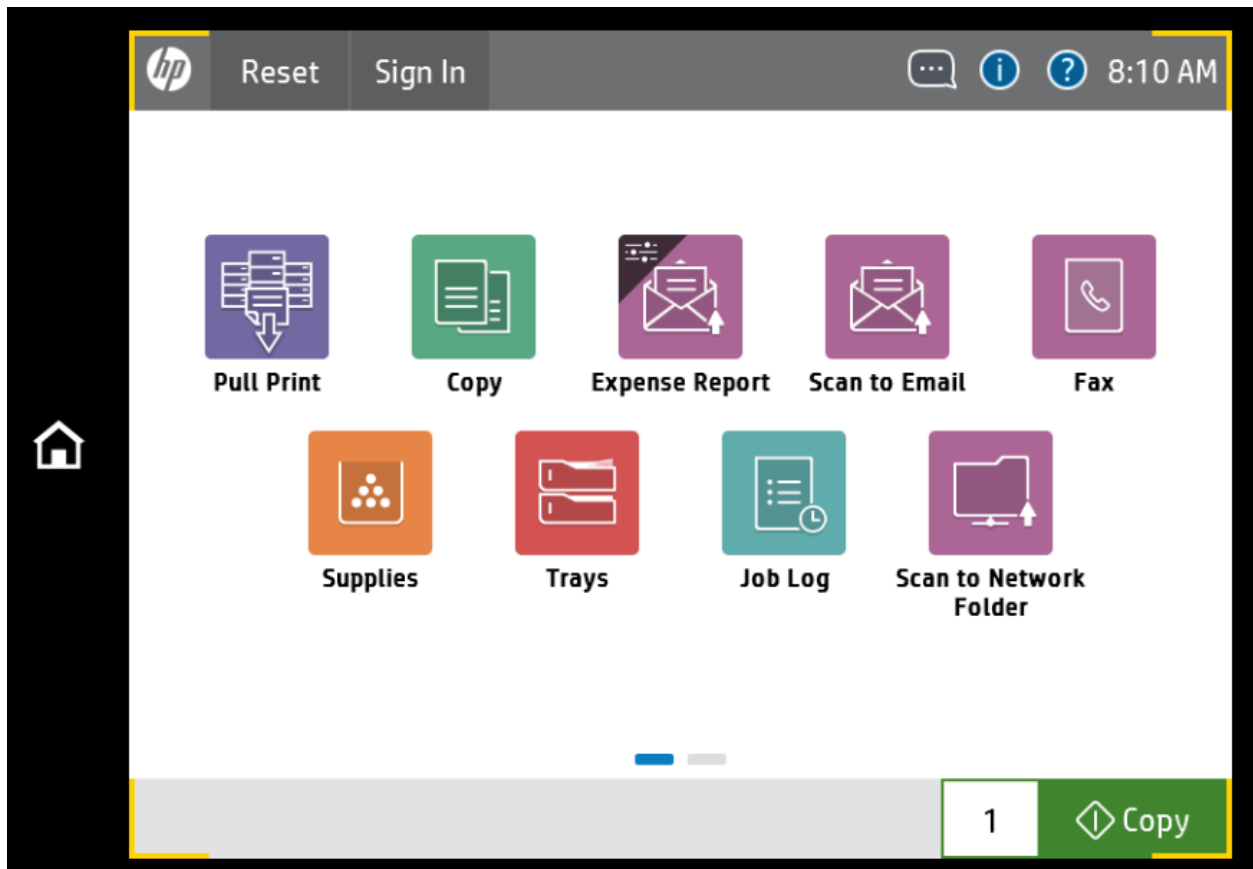 hp
Reset
Sign In
8:10 AM
Pull Print
Copy
Expense Report
Scan to Email
Fax
Supplies
Trays
Job Log
Scan to Network
Folder
1
Copy